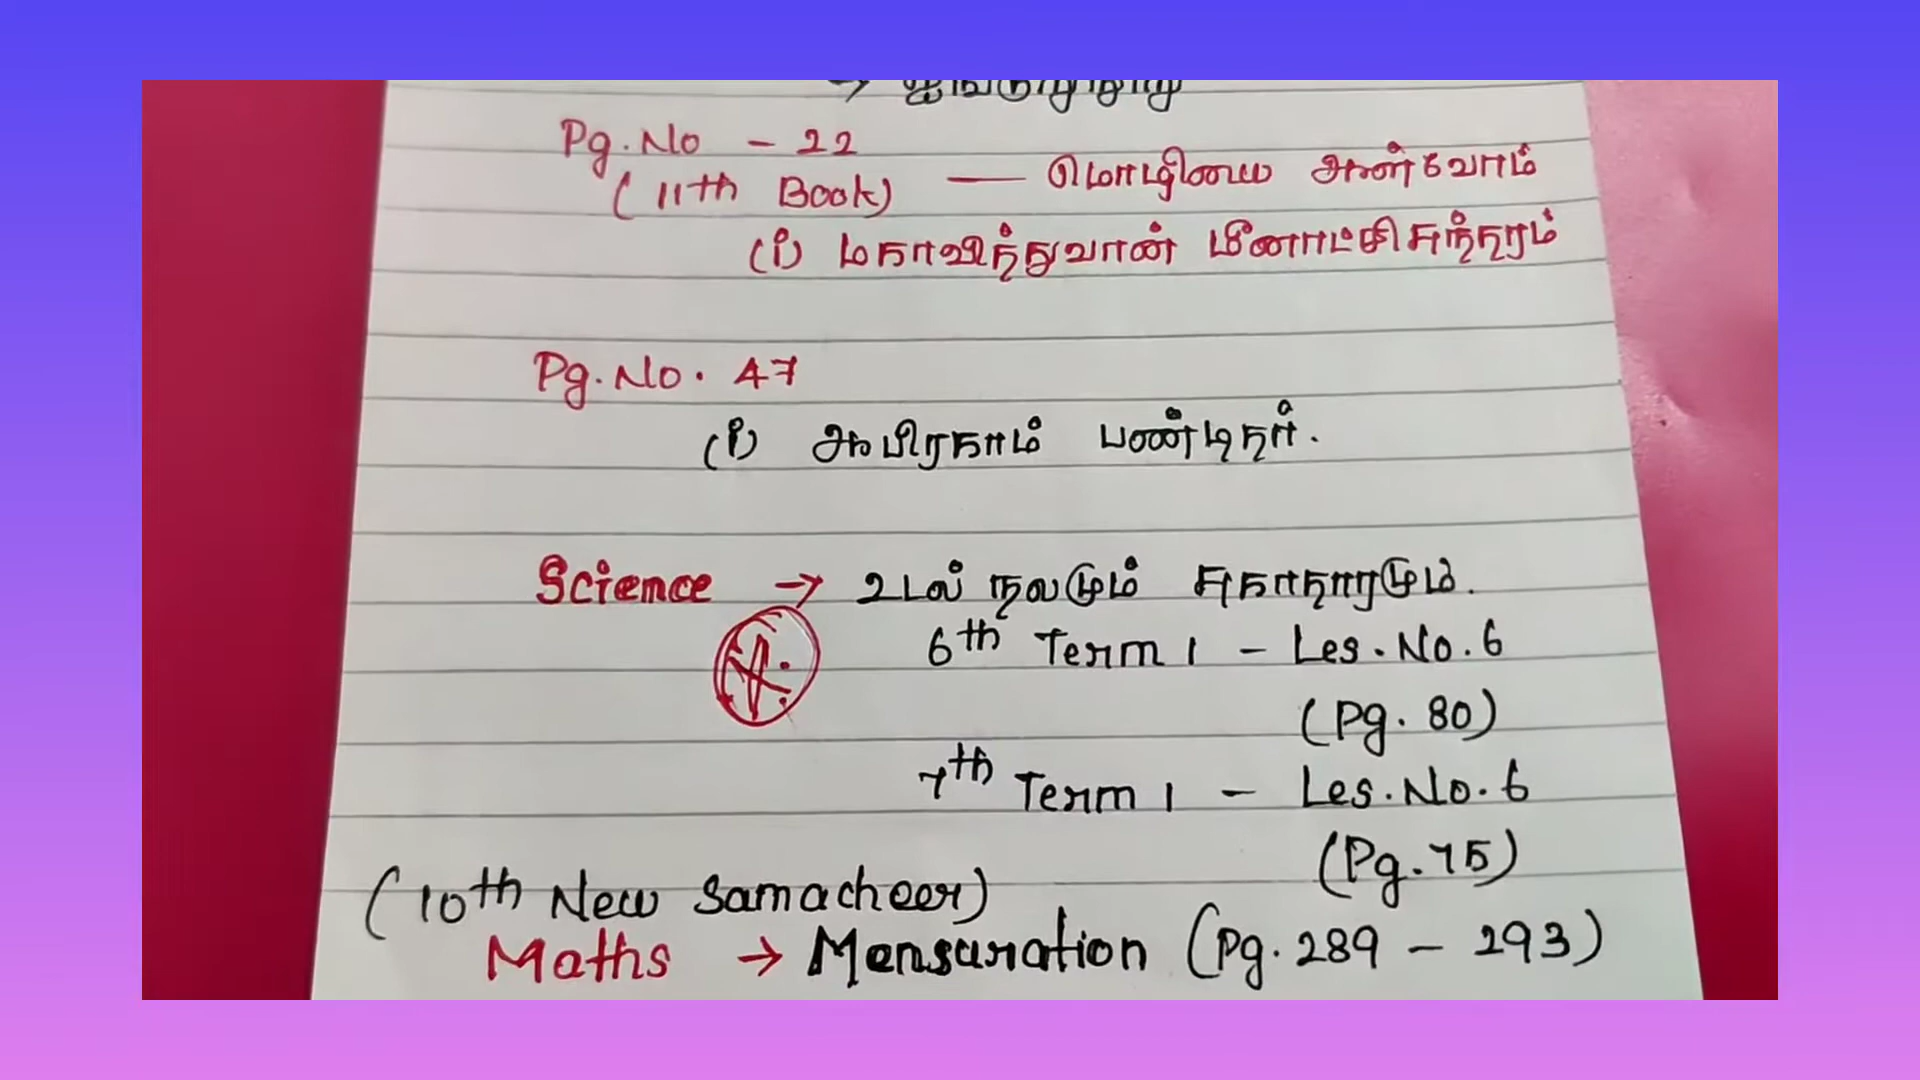 → ஐங்குறுநூறு
Pg.No - 22
(11th Book) — மொழியை ஆள்வோம்
(i) மகாவித்துவான் மீனாட்சி சுந்தரம்
Pg.No. 47
(i) ஆபிரகாம் பண்டிதர்.
Science → உடல் நலமும் சுகாதாரமும்.
6th Term 1 - Les.No.6
(Pg. 80)
7th Term 1 - Les.No.6
(Pg.75)
(10th New Samacheer)
Maths → Mensuration (Pg.289 - 293)